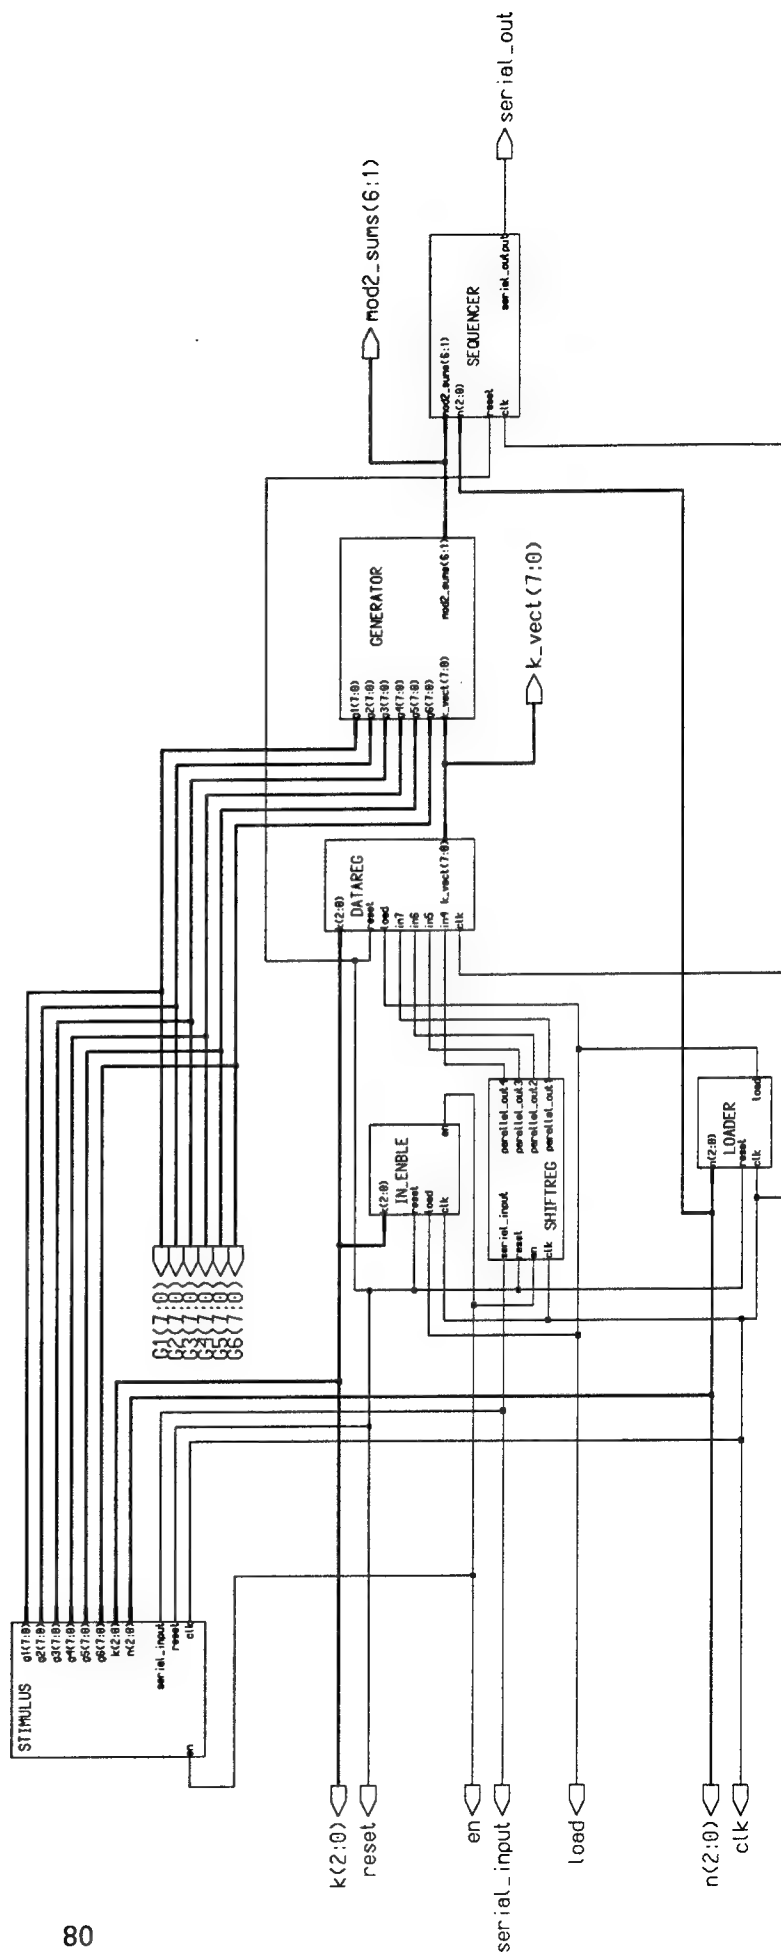 80
STIMULUS
g1(7:0)
g2(7:0)
g3(7:0)
g4(7:0)
g5(7:0)
g6(7:0)
k(2:0)
n(2:0)
serial_input
reset
clk
en
G1(7:0)
G2(7:0)
G3(7:0)
G4(7:0)
G5(7:0)
G6(7:0)
k(2:0)
reset
en
serial_input
load
n(2:0)
clk
IN_ENBLE
k(2:0)
reset
load
clk
en
SHIFTREG
serial_input
reset
en
clk
parallel_out4
parallel_out3
parallel_out2
parallel_out1
LOADER
n(2:0)
reset
clk
load
DATAREG
k(2:0)
reset
load
in7
in6
in5
in4
clk
k_vect(7:0)
k_vect(7:0)
GENERATOR
g1(7:0)
g2(7:0)
g3(7:0)
g4(7:0)
g5(7:0)
g6(7:0)
k_vect(7:0)
mod2_sums(6:1)
mod2_sums(6:1)
SEQUENCER
mod2_sums(6:1)
n(2:0)
reset
clk
serial_output
serial_out